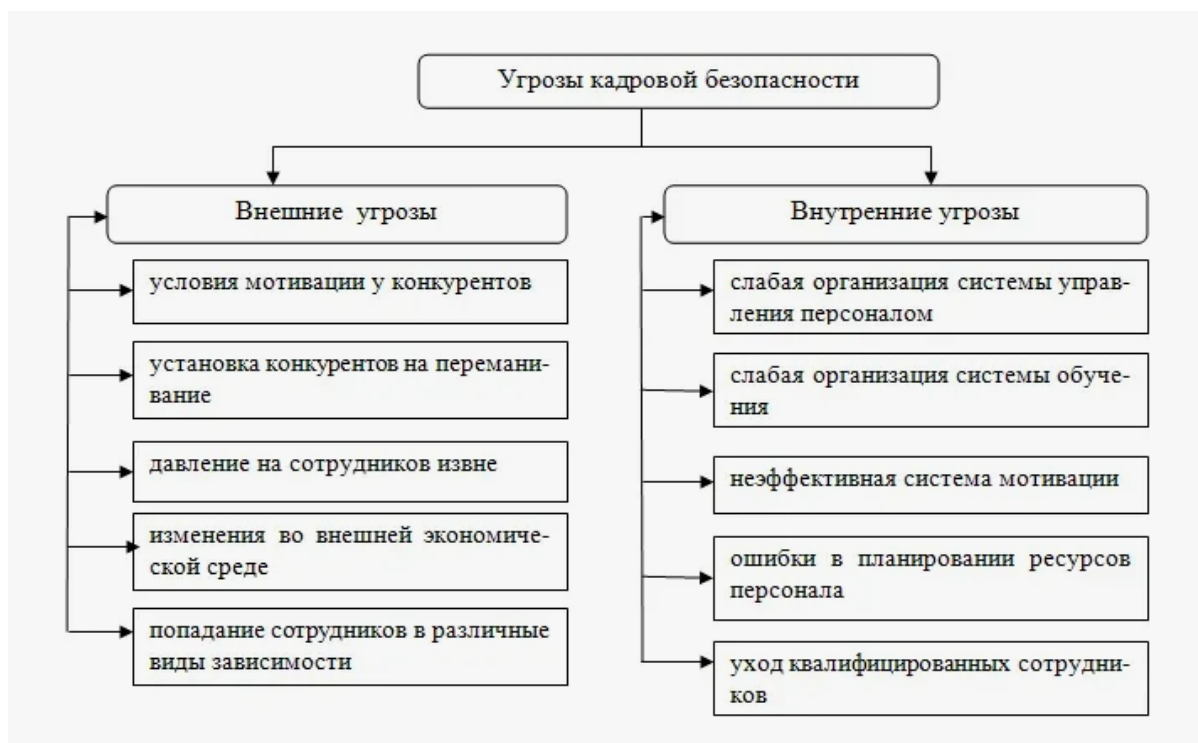 Угрозы кадровой безопасности
Внешние угрозы
условия мотивации у конкурентов
установка конкурентов на перемани-
вание
давление на сотрудников извне
изменения во внешней экономиче-
ской среде
попадание сотрудников в различные
виды зависимости
Внутренние угрозы
слабая организация системы управ-
ления персоналом
слабая организация системы обуче-
ния
неэффективная система мотивации
ошибки в планировании ресурсов
персонала
уход квалифицированных сотрудни-
ков